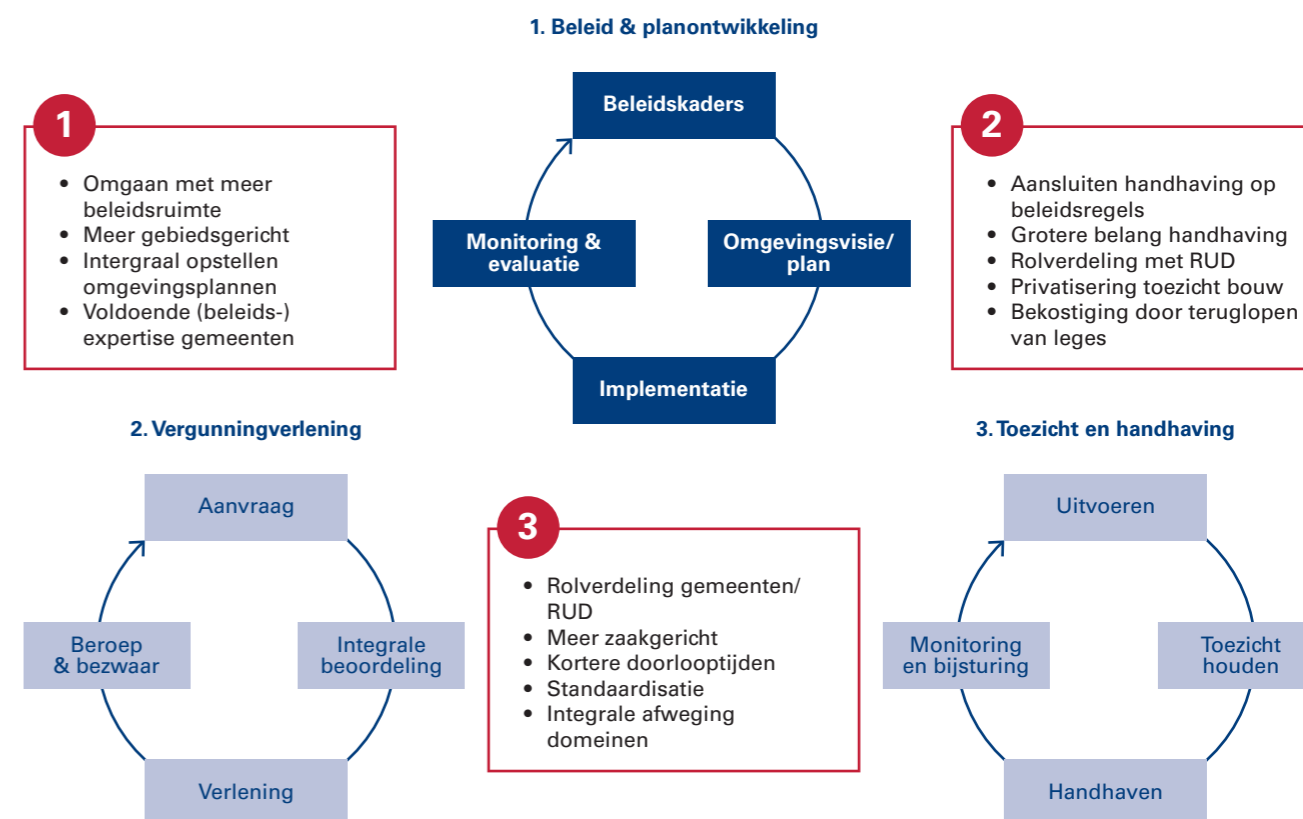 1. Beleid & planontwikkeling
Beleidskaders
Monitoring &
evaluatie
Omgevingsvisie/
plan
Implementatie
1
• Omgaan met meer
beleidsruimte
• Meer gebiedsgericht
• Intergraal opstellen
omgevingsplannen
• Voldoende (beleids-)
expertise gemeenten
2
• Aansluiten handhaving op
beleidsregels
• Grotere belang handhaving
• Rolverdeling met RUD
• Privatisering toezicht bouw
• Bekostiging door teruglopen
van leges
2. Vergunningverlening
Aanvraag
Beroep
& bezwaar
Integrale
beoordeling
Verlening
3
• Rolverdeling gemeenten/
RUD
• Meer zaakgericht
• Kortere doorlooptijden
• Standaardisatie
• Integrale afweging
domeinen
3. Toezicht en handhaving
Uitvoeren
Monitoring
en bijsturing
Toezicht
houden
Handhaven